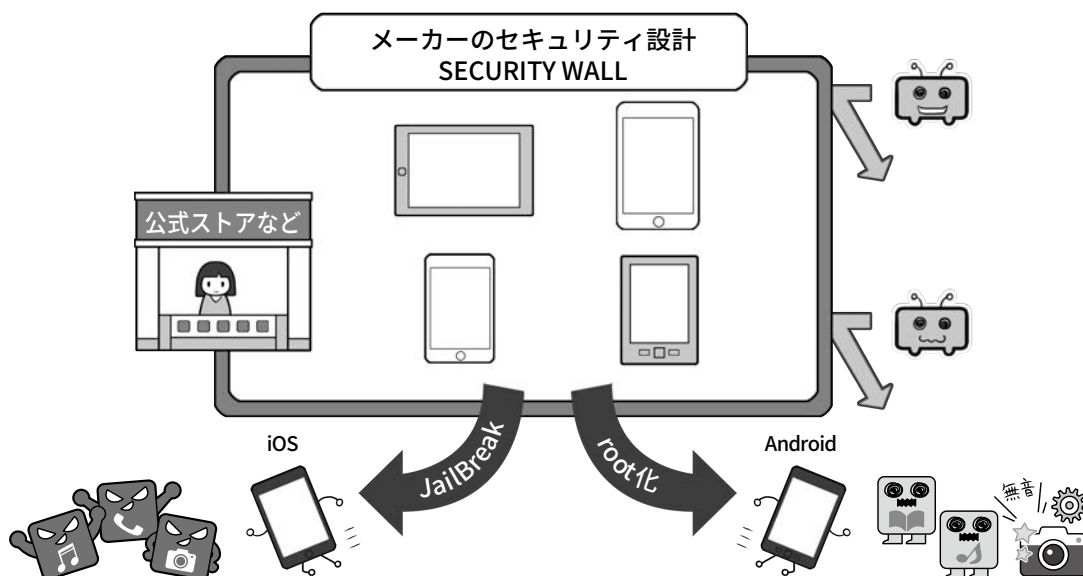 メーカーのセキュリティ設計
SECURITY WALL
公式ストアなど
iOS
JailBreak
root化
Android
無音